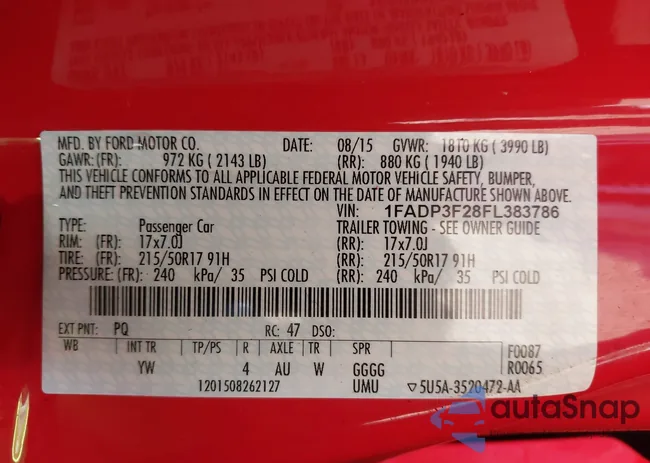 MFD. BY FORD MOTOR CO. DATE: 08/15 GVWR: 1810 KG ( 3990 LB)
GAWR: (FR): 972 KG ( 2143 LB) (RR): 880 KG ( 1940 LB)
THIS VEHICLE CONFORMS TO ALL APPLICABLE FEDERAL MOTOR VEHICLE SAFETY, BUMPER,
AND THEFT PREVENTION STANDARDS IN EFFECT ON THE DATE OF MANUFACTURE SHOWN ABOVE.
VIN: 1FADP3F28FL383786
TYPE: Passenger Car TRAILER TOWING - SEE OWNER GUIDE
RIM: (FR): 17x7.0J (RR): 17x7.0J
TIRE: (FR): 215/50R17 91H (RR): 215/50R17 91H
PRESSURE: (FR): 240 kPa/ 35 PSI COLD (RR): 240 kPa/ 35 PSI COLD
EXT PNT: PQ RC: 47 DSO:
WB INT TR TP/PS R AXLE TR SPR F0087
YW 4 AU W GGGG R0065
1201508262127 UMU ▽5U5A-3520472-AA
autoSnap